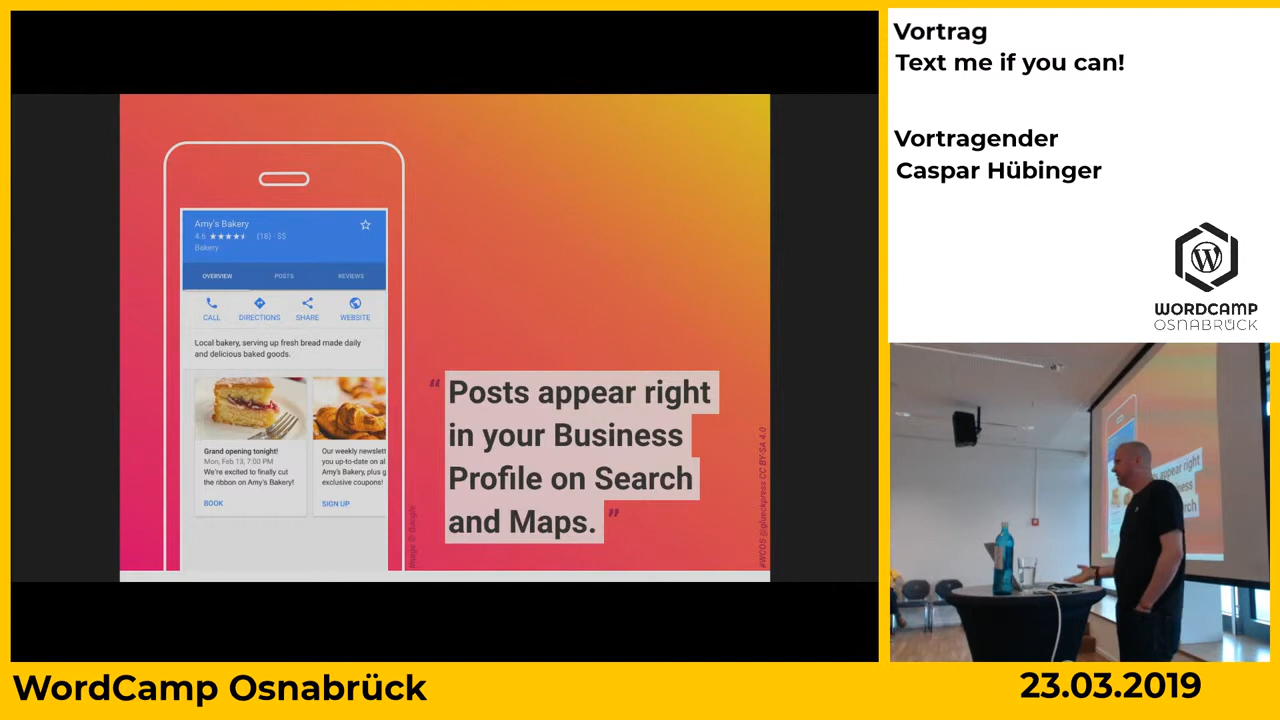 Vortrag
Text me if you can!
Vortragender
Caspar Hübinger
WORDCAMP
OSNABRÜCK
Amy's Bakery
4.6 ★★★★★ (18) · $$
Bakery
OVERVIEW POSTS REVIEWS
CALL DIRECTIONS SHARE WEBSITE
Local bakery, serving up fresh bread made daily
and delicious baked goods.
Grand opening tonight!
Mon, Feb 13, 7:00 PM
We're excited to finally cut
the ribbon on Amy's Bakery!
BOOK
Our weekly newslett
you up-to-date on al
Amy's Bakery, plus g
exclusive coupons!
SIGN UP
Image © Google
“ Posts appear right
in your Business
Profile on Search
and Maps. ”
#WCOS @glueckpress CC BY-SA 4.0
WordCamp Osnabrück
23.03.2019